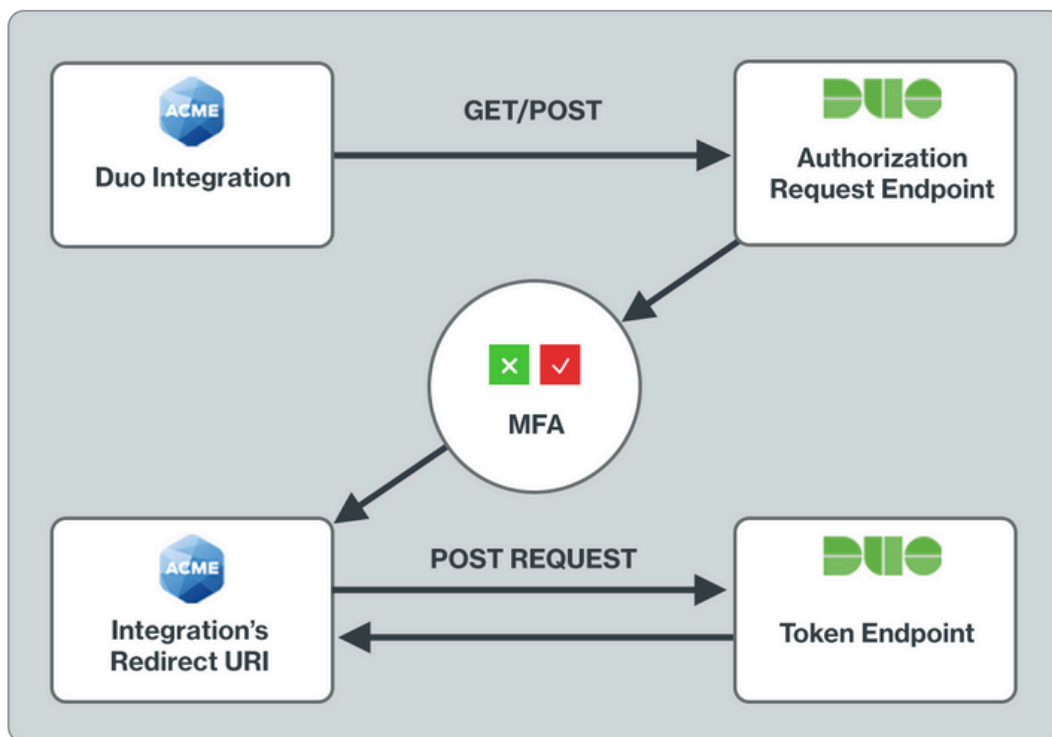 ACME
Duo Integration
GET/POST
DUO
Authorization
Request Endpoint
MFA
ACME
Integration's
Redirect URI
POST REQUEST
DUO
Token Endpoint